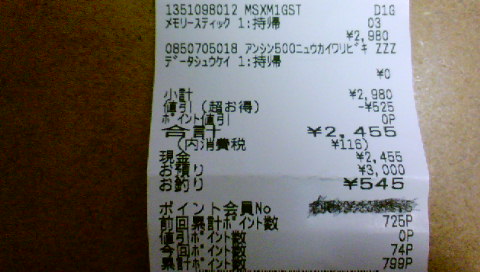 1351098012 MSXM1GST D1G
メモリースティック 1:持帰 03
¥2,980
0850705018 アンシン500ニュウカイワリビキ ZZZ
データシュウケイ 1:持帰
¥0
小計 ¥2,980
値引(超お得) -¥525
ポイント値引 0P
合計 ¥2,455
(内消費税 ¥116)
現金 ¥2,455
お預り ¥3,000
お釣り ¥545
ポイント会員No
前回累計ポイント数 725P
値引ポイント数 0P
今回ポイント数 74P
累計ポイント数 799P